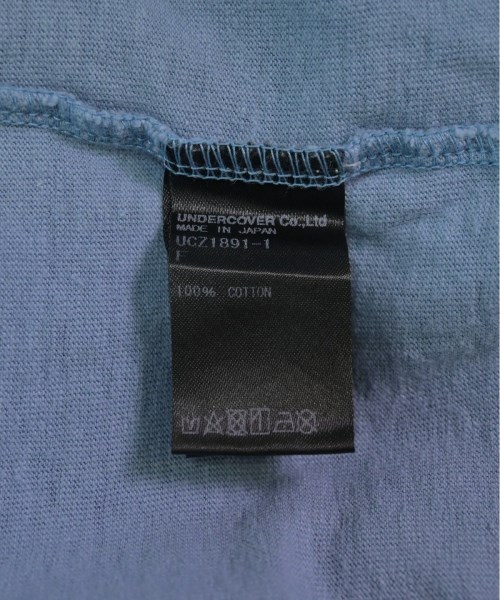 UNDERCOVER Co.,Ltd
MADE IN JAPAN
UCZ1891-1
F
100% COTTON